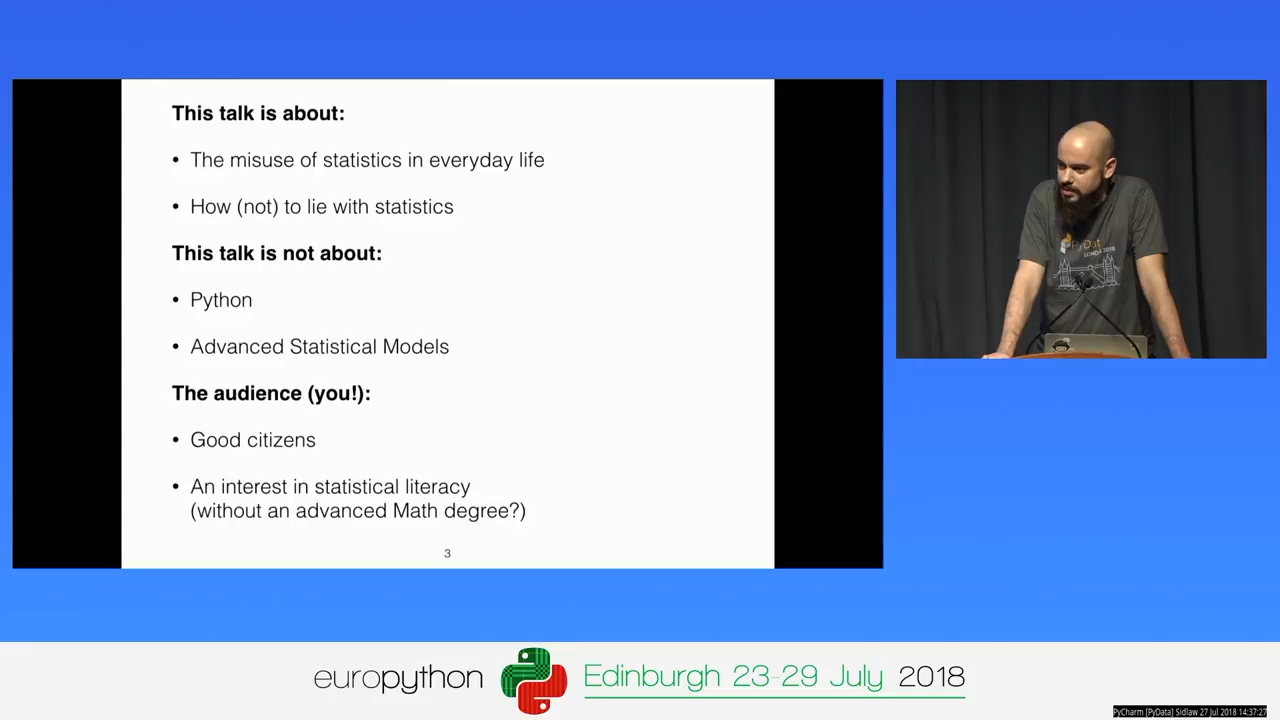 This talk is about:
• The misuse of statistics in everyday life
• How (not) to lie with statistics
This talk is not about:
• Python
• Advanced Statistical Models
The audience (you!):
• Good citizens
• An interest in statistical literacy
(without an advanced Math degree?)
3
PyDat
LONDON 2018
europython Edinburgh 23-29 July 2018
PyCharm [PyData] Sidlaw 27 Jul 2018 14:37:27